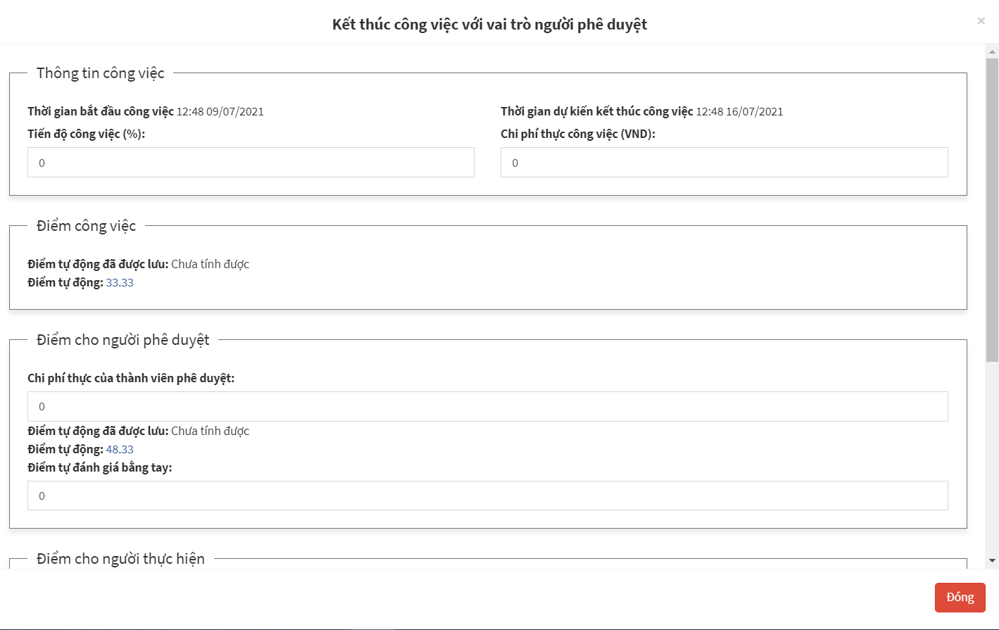 Kết thúc công việc với vai trò người phê duyệt
×
Thông tin công việc
Thời gian bắt đầu công việc 12:48 09/07/2021
Thời gian dự kiến kết thúc công việc 12:48 16/07/2021
Tiến độ công việc (%):
Chi phí thực công việc (VND):
0
0
Điểm công việc
Điểm tự động đã được lưu: Chưa tính được
Điểm tự động: 33.33
Điểm cho người phê duyệt
Chi phí thực của thành viên phê duyệt:
0
Điểm tự động đã được lưu: Chưa tính được
Điểm tự động: 48.33
Điểm tự đánh giá bằng tay:
0
Điểm cho người thực hiện
Đóng